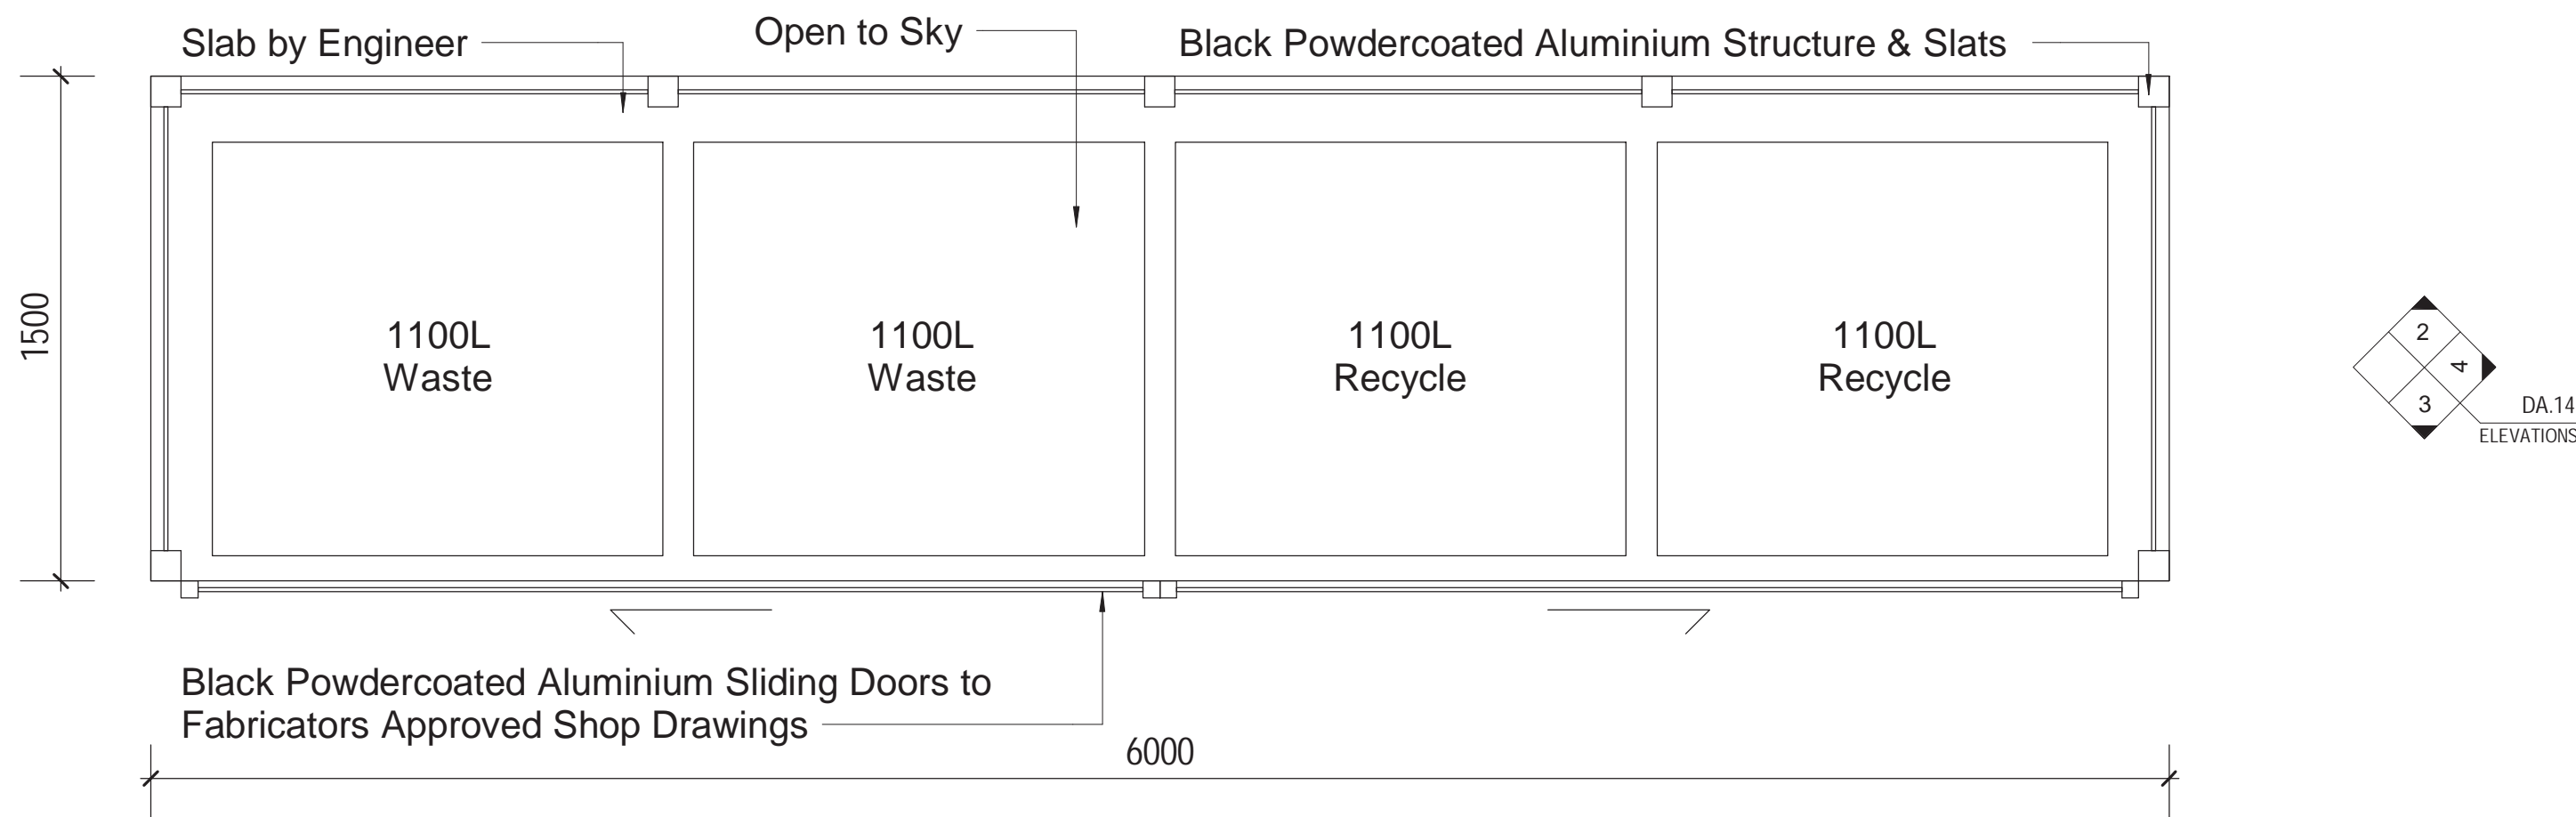 Slab by Engineer
Open to Sky
Black Powdercoated Aluminium Structure & Slats
1500
1100L
Waste
1100L
Waste
1100L
Recycle
1100L
Recycle
2
4
3
DA.14
ELEVATIONS
Black Powdercoated Aluminium Sliding Doors to
Fabricators Approved Shop Drawings
6000